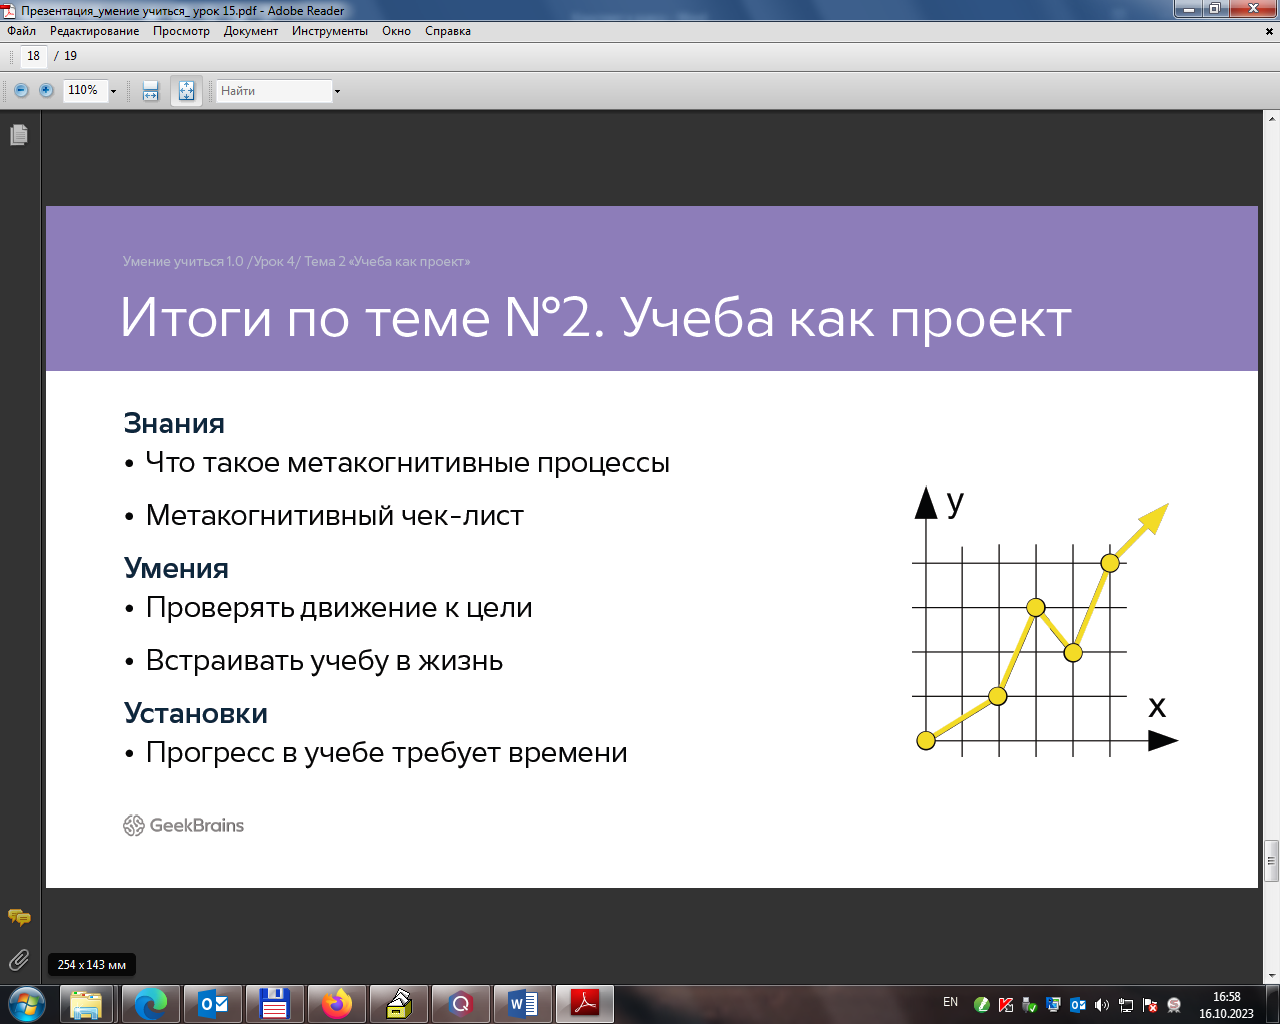 Презентация_умение учиться_ урок 15.pdf - Adobe Reader
Файл Редактирование Просмотр Документ Инструменты Окно Справка
18 / 19
110% Найти
Умение учиться 1.0 /Урок 4/ Тема 2 «Учеба как проект»
Итоги по теме №2. Учеба как проект
Знания
• Что такое метакогнитивные процессы
• Метакогнитивный чек-лист
Умения
• Проверять движение к цели
• Встраивать учебу в жизнь
Установки
• Прогресс в учебе требует времени
y
x
GeekBrains
254 x 143 мм
EN
16:58
16.10.2023